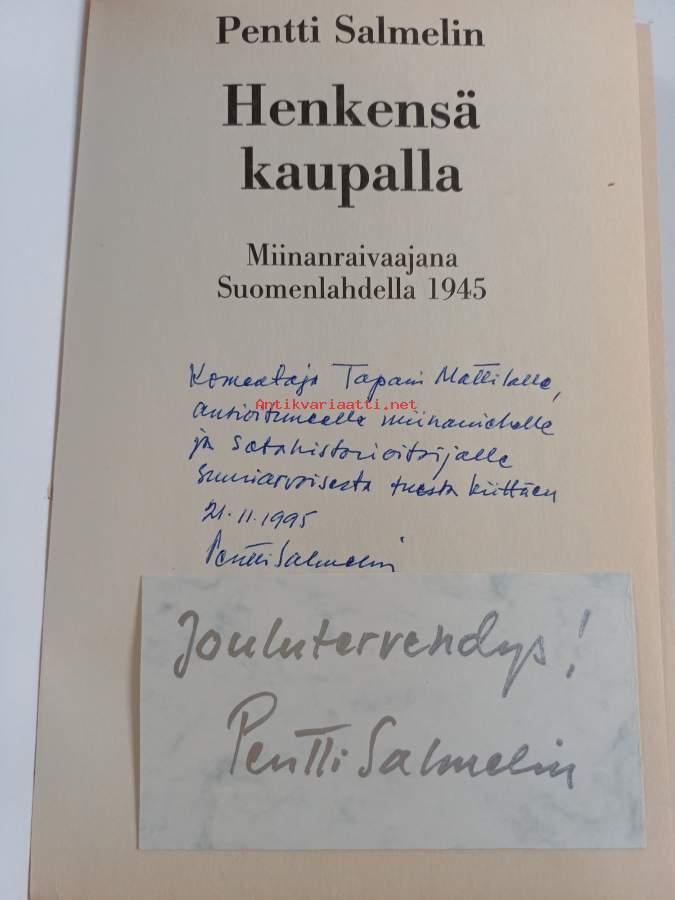 Pentti Salmelin
Henkensä
kaupalla
Miinanraivaajana
Suomenlahdella 1945
Komentaja Tapani Mattilalle,
Antikvariaatti.net
ansioituneelle miinamiehelle
ja sotahistorioitsijalle
suuriarvoisesta tuesta kiittäen
21.11.1995
Pentti Salmelin
Joulutervehdys!
Pentti Salmelin